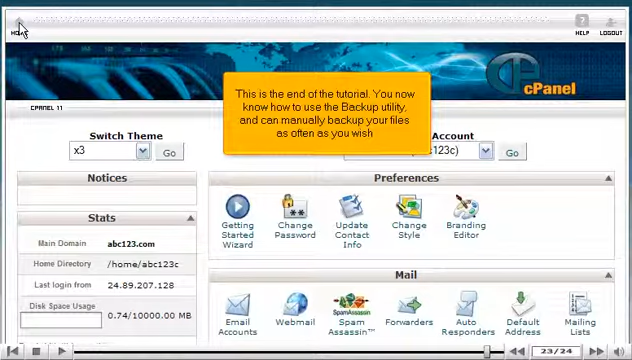 HOME
HELP
LOGOUT
cPanel
This is the end of the tutorial. You now
know how to use the Backup utility,
and can manually backup your files
as often as you wish
CPANEL 11
Switch Theme
Account
x3
Go
c123c)
Go
Notices
Stats
Main Domain
abc123.com
Home Directory
/home/abc123c
Last login from
24.89.207.128
Disk Space Usage
0.74/10000.00 MB
Preferences
Getting
Started
Wizard
Change
Password
Update
Contact
Info
Change
Style
Branding
Editor
Mail
Email
Accounts
Webmail
SpamAssassin
Spam
Assassin™
Forwarders
Auto
Responders
Default
Address
Mailing
Lists
23/24